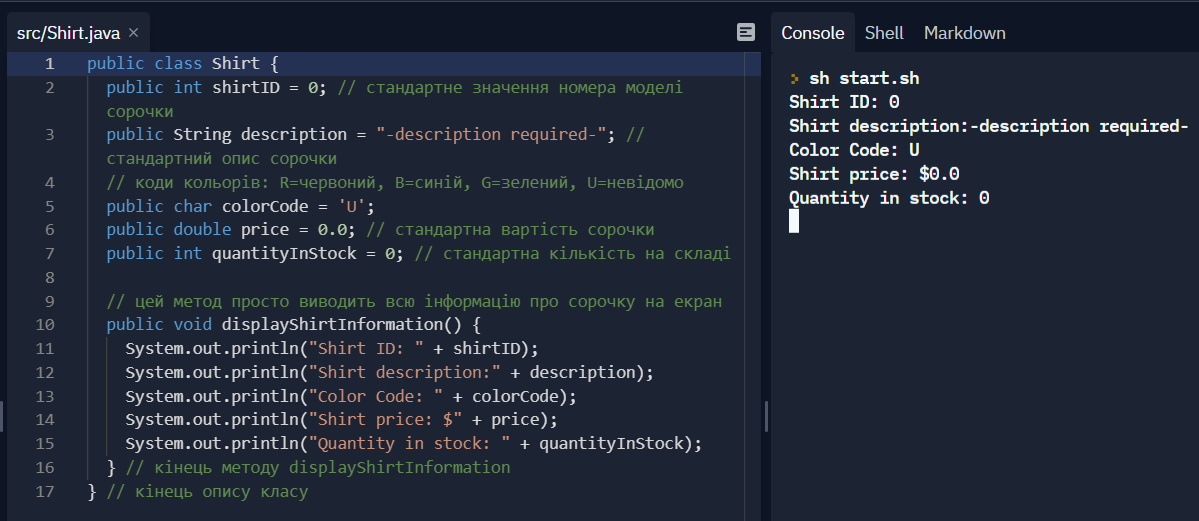 src/Shirt.java ×
1 public class Shirt {
2 public int shirtID = 0; // стандартне значення номера моделі
сорочки
3 public String description = "-description required-"; //
стандартний опис сорочки
4 // коди кольорів: R=червоний, B=синій, G=зелений, U=невідомо
5 public char colorCode = 'U';
6 public double price = 0.0; // стандартна вартість сорочки
7 public int quantityInStock = 0; // стандартна кількість на складі
8
9 // цей метод просто виводить всю інформацію про сорочку на екран
10 public void displayShirtInformation() {
11 System.out.println("Shirt ID: " + shirtID);
12 System.out.println("Shirt description:" + description);
13 System.out.println("Color Code: " + colorCode);
14 System.out.println("Shirt price: $" + price);
15 System.out.println("Quantity in stock: " + quantityInStock);
16 } // кінець методу displayShirtInformation
17 } // кінець опису класу
Console Shell Markdown
› sh start.sh
Shirt ID: 0
Shirt description:-description required-
Color Code: U
Shirt price: $0.0
Quantity in stock: 0